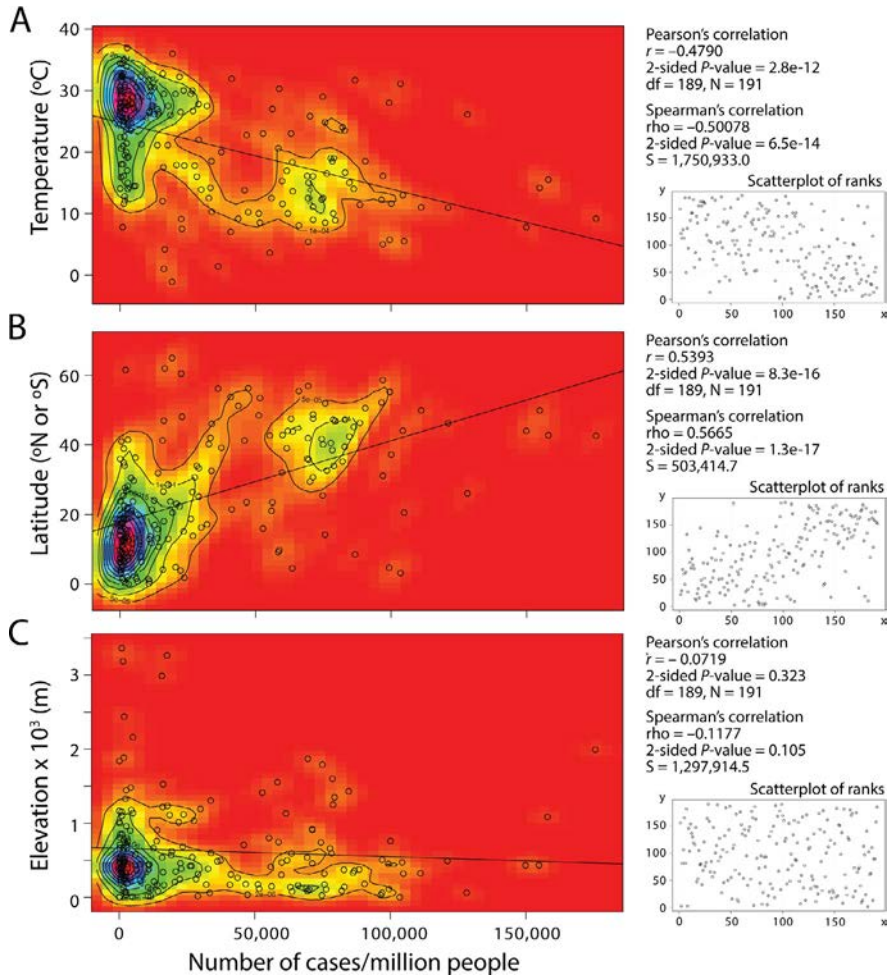 A
Temperature (ºC)
40
30
20
10
0
Pearson's correlation
r = –0.4790
2-sided P-value = 2.8e-12
df = 189, N = 191
Spearman's correlation
rho = –0.50078
2-sided P-value = 6.5e-14
S = 1,750,933.0
Scatterplot of ranks
y
150
100
50
0
0 50 100 150 x
1e-04
B
Latitude (ºN or ºS)
60
40
20
0
Pearson's correlation
r = 0.5393
2-sided P-value = 8.3e-16
df = 189, N = 191
Spearman's correlation
rho = 0.5665
2-sided P-value = 1.3e-17
S = 503,414.7
Scatterplot of ranks
y
150
100
50
0
0 50 100 150 x
5e-05
C
Elevation x 10³ (m)
3
2
1
0
Pearson's correlation
r = – 0.0719
2-sided P-value = 0.323
df = 189, N = 191
Spearman's correlation
rho = –0.1177
2-sided P-value = 0.105
S = 1,297,914.5
Scatterplot of ranks
y
150
100
50
0
0 50 100 150 x
0 50,000 100,000 150,000
Number of cases/million people